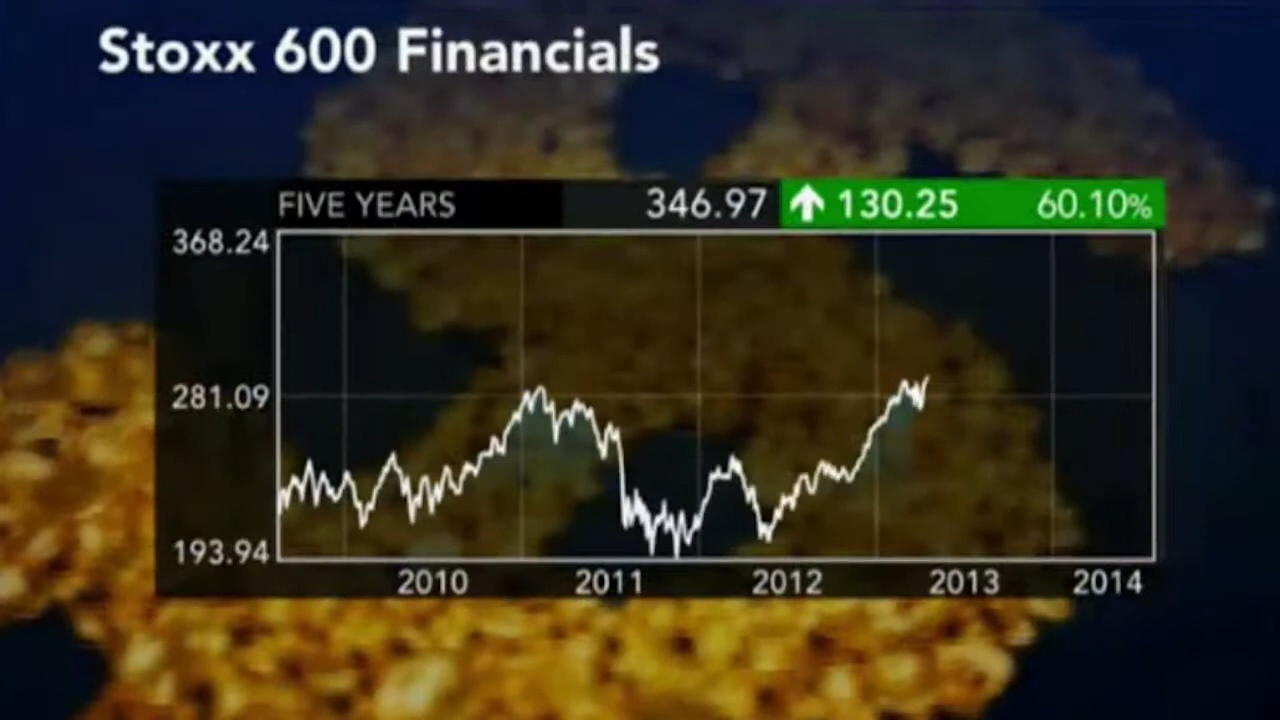 Stoxx 600 Financials
FIVE YEARS 346.97 130.25 60.10%
368.24
281.09
193.94
2010 2011 2012 2013 2014